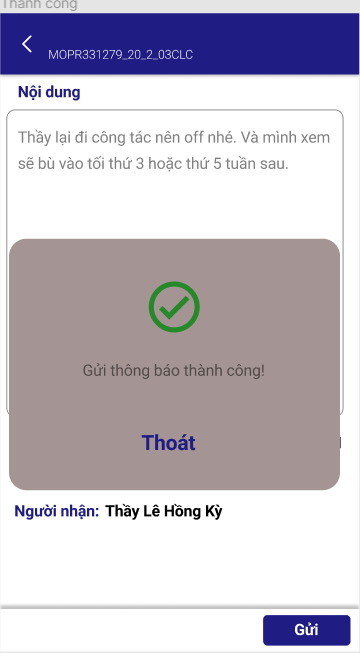 Thành công
MOPR331279_20_2_03CLC
Nội dung
Thầy lại đi công tác nên off nhé. Và mình xem
sẽ bù vào tối thứ 3 hoặc thứ 5 tuần sau.
Gửi thông báo thành công!
Thoát
Người nhận: Thầy Lê Hồng Kỳ
Gửi